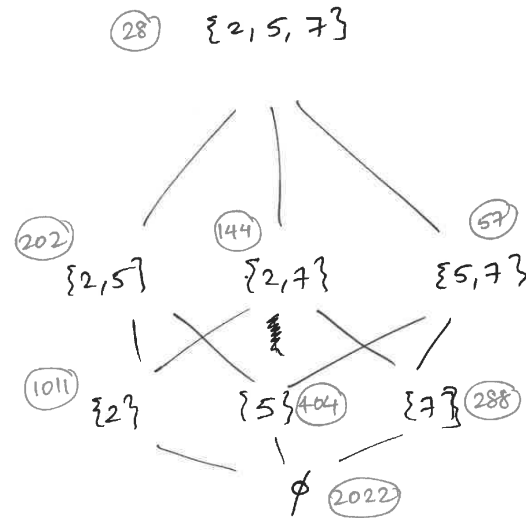 28 {2, 5, 7}
202 144 57
{2,5} {2,7} {5,7}
1011 {2} {5} 404 {7} 288
∅ 2022